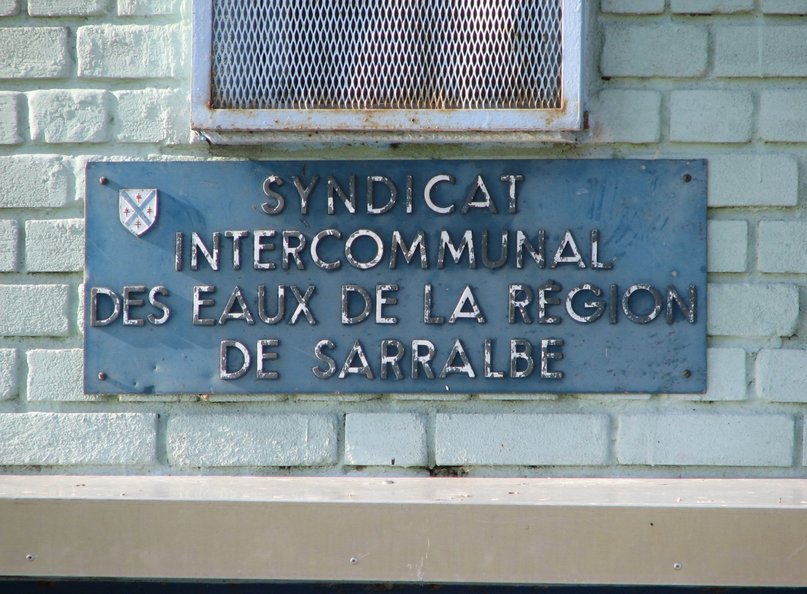 SYNDICAT
INTERCOMMUNAL
DES EAUX DE LA RÉGION
DE SARRALBE